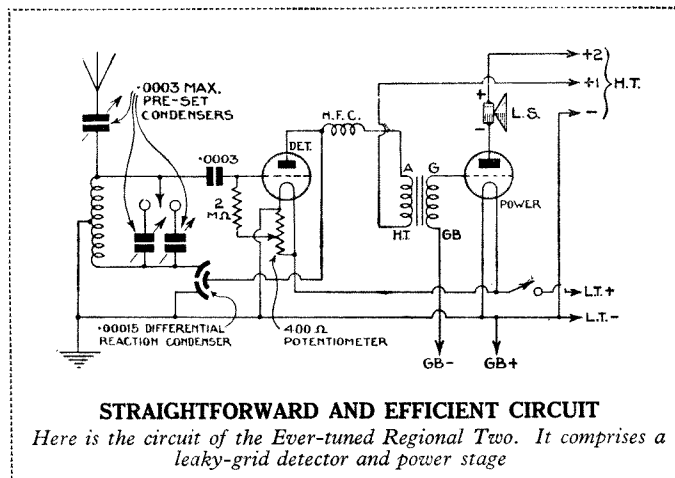 ·0003 MAX.
PRE-SET
CONDENSERS
+2
+1
H.T.
-
+
L.S.
-
H.F.C.
DET.
·0003
A
G
2
MΩ
POWER
H.T.
GB
L.T.+
L.T.-
·00015 DIFFERENTIAL
REACTION CONDENSER
400 Ω
POTENTIOMETER
GB-
GB+
STRAIGHTFORWARD AND EFFICIENT CIRCUIT
Here is the circuit of the Ever-tuned Regional Two. It comprises a
leaky-grid detector and power stage